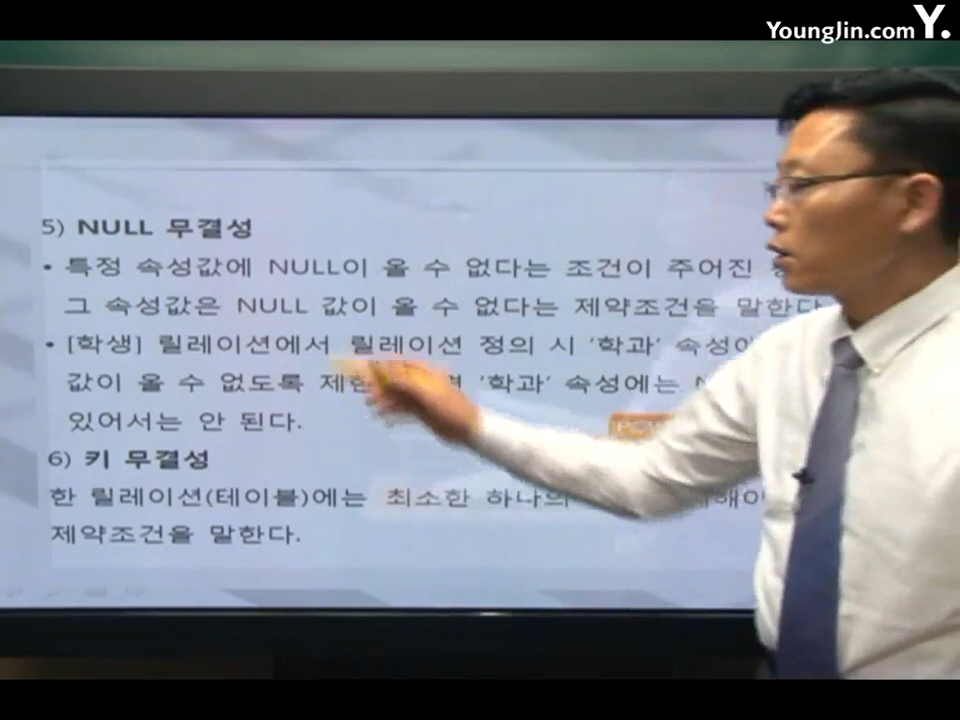 YoungJin.com Y.
5) NULL 무결성
• 특정 속성값에 NULL이 올 수 없다는 조건이 주어진
그 속성값은 NULL 값이 올 수 없다는 제약조건을 말한다
• [학생] 릴레이션에서 릴레이션 정의 시 '학과' 속성에
값이 올 수 없도록 '학과' 속성에는
있어서는 안 된다.
6) 키 무결성
한 릴레이션(테이블)에는 최소한 하나의
제약조건을 말한다.